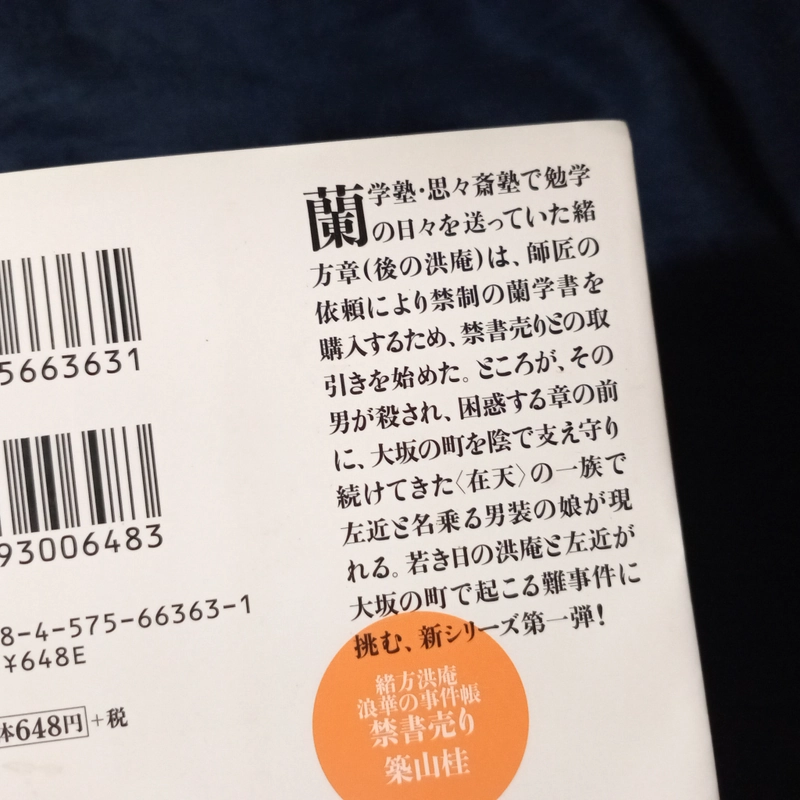 蘭学塾・思々斎塾で勉学
の日々を送っていた緒
方章(後の洪庵)は、師匠の
依頼により禁制の蘭学書を
購入するため、禁書売りとの取
引きを始めた。ところが、その
男が殺され、困惑する章の前
に、大坂の町を陰で支え守り
続けてきた〈在天〉の一族で
左近と名乗る男装の娘が現
れる。若き日の洪庵と左近が
大坂の町で起こる難事件に
挑む、新シリーズ第一弾!
緒方洪庵
浪華の事件帳
禁書売り
築山桂
5663631
93006483
8-4-575-66363-1
¥648E
本648円+税